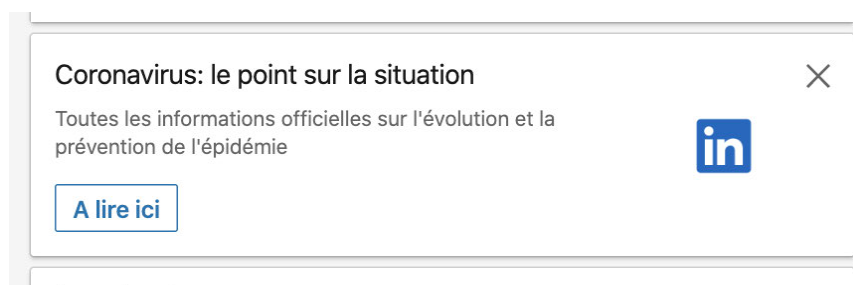 Coronavirus: le point sur la situation
Toutes les informations officielles sur l'évolution et la
prévention de l'épidémie
in
A lire ici